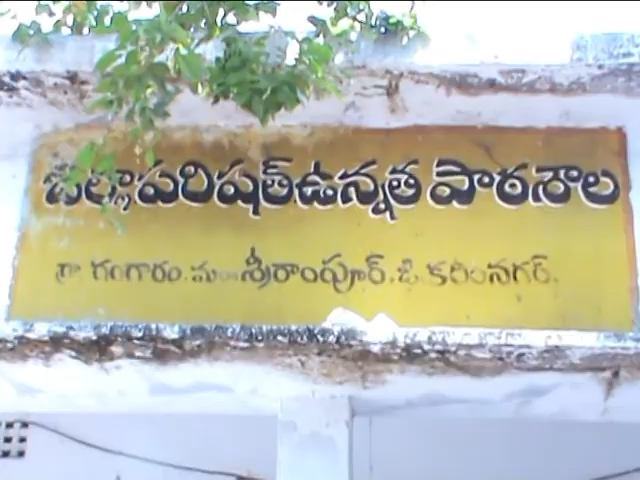 జిల్లాపరిషత్ ఉన్నత పాఠశాల
గ్రా. గంగారం. మం. శ్రీరాంపూర్. జి. కరీంనగర్.